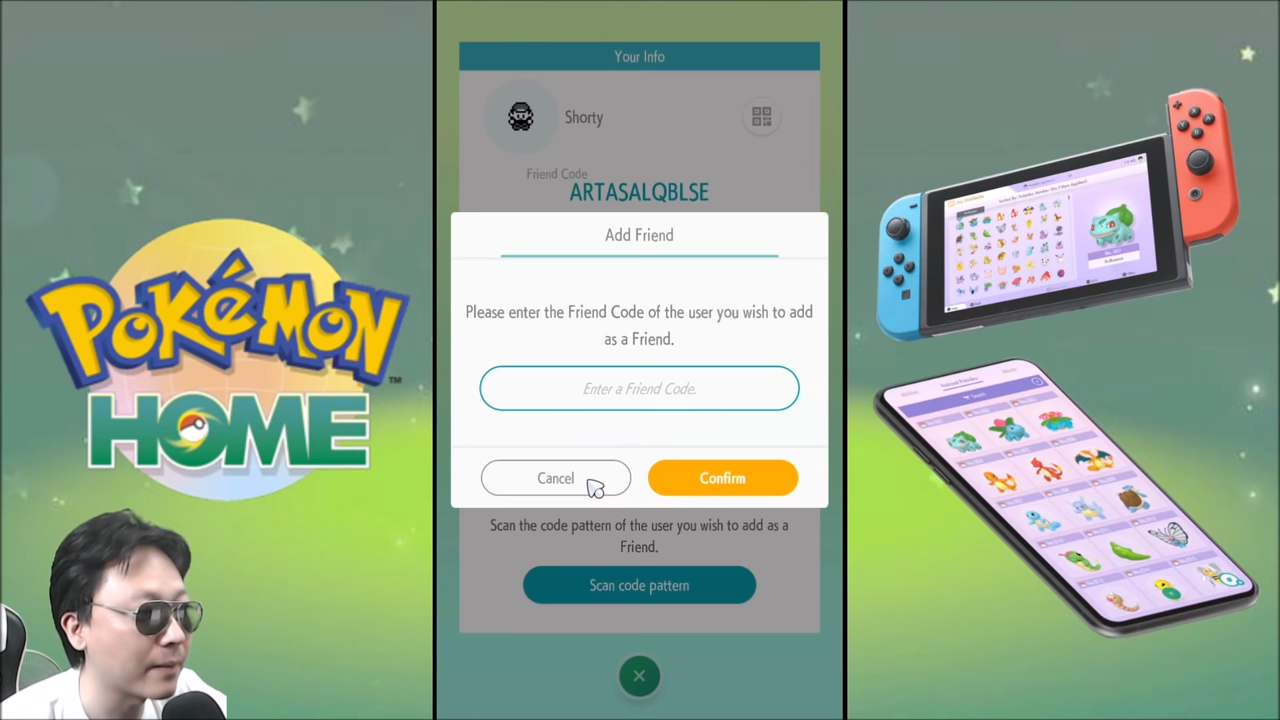 Your Info
Shorty
Friend Code
ARTASALQBLSE
Add Friend
Please enter the Friend Code of the user you wish to add
as a Friend.
Enter a Friend Code.
Cancel
Confirm
Scan the code pattern of the user you wish to add as a
Friend.
Scan code pattern
POKéMON
TM
HOME